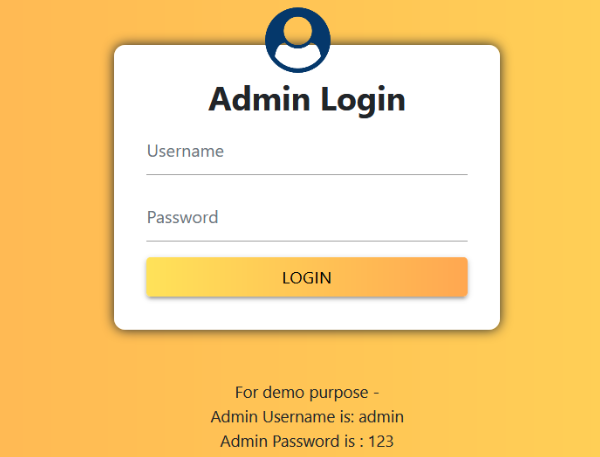 Admin Login
Username
Password
LOGIN
For demo purpose -
Admin Username is: admin
Admin Password is : 123